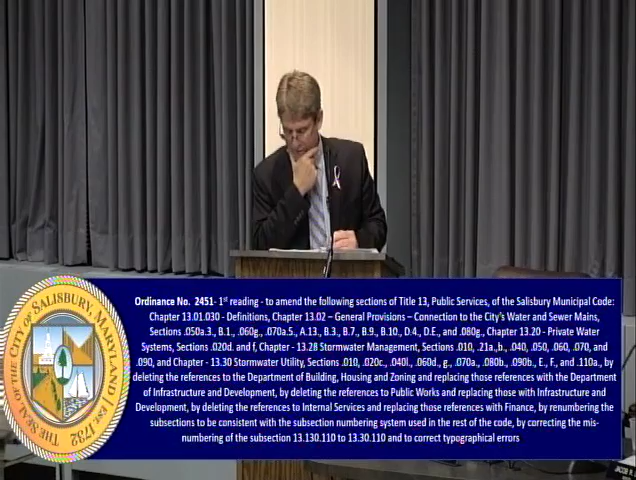 Ordinance No. 2451- 1st reading - to amend the following sections of Title 13, Public Services, of the Salisbury Municipal Code:
Chapter 13.01.030 - Definitions, Chapter 13.02 – General Provisions – Connection to the City's Water and Sewer Mains,
Sections .050a.3., B.1., .060g., .070a.5., A.13., B.3., B.7., B.9., B.10., D.4., D.E., and .080g., Chapter 13.20 - Private Water
Systems, Sections .020d. and f, Chapter - 13.28 Stormwater Management, Sections .010, .21a.,b., .040, .050, .060, .070, and
.090, and Chapter - 13.30 Stormwater Utility, Sections .010, .020c., .040l., .060d., g., .070a., .080b., .090b., E., F., and .110a., by
deleting the references to the Department of Building, Housing and Zoning and replacing those references with the Department
of Infrastructure and Development, by deleting the references to Public Works and replacing those with Infrastructure and
Development, by deleting the references to Internal Services and replacing those references with Finance, by renumbering the
subsections to be consistent with the subsection numbering system used in the rest of the code, by correcting the mis-
numbering of the subsection 13.130.110 to 13.30.110 and to correct typographical errors
THE SEAL OF THE CITY OF SALISBURY, MARYLAND EST. 1732
JACOB R.